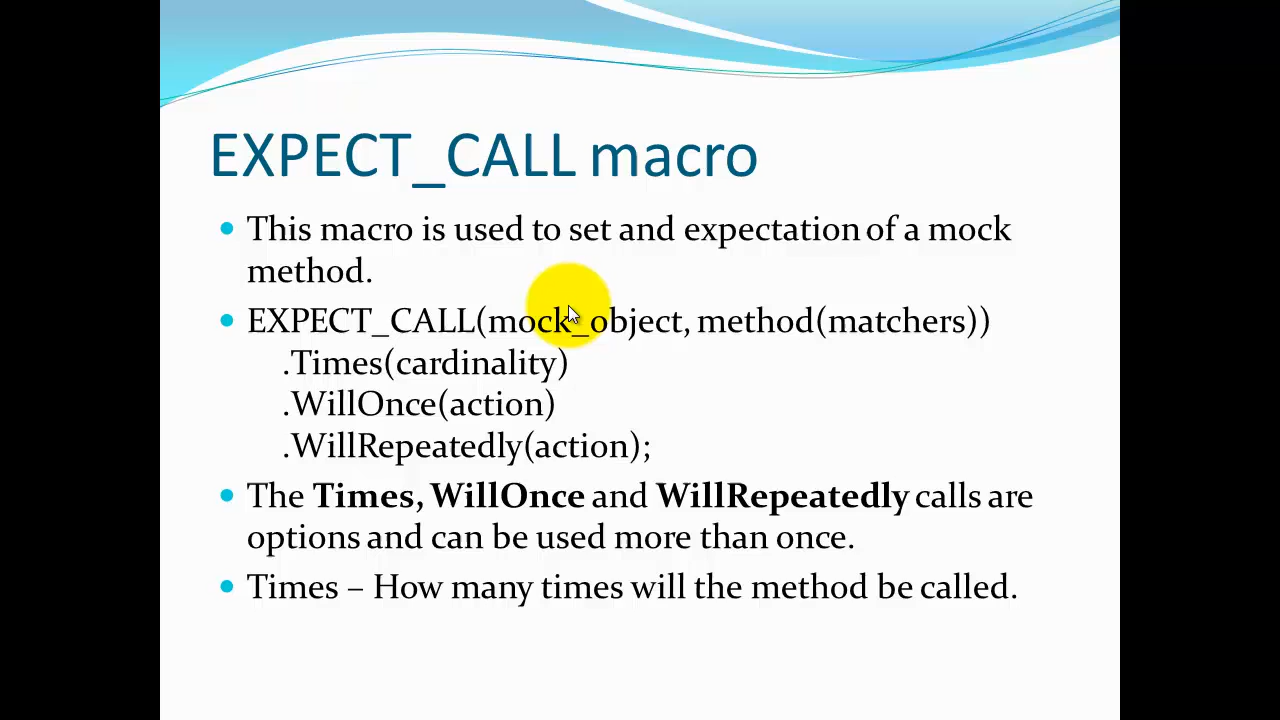 EXPECT_CALL macro
This macro is used to set and expectation of a mock
method.
EXPECT_CALL(mock_object, method(matchers))
.Times(cardinality)
.WillOnce(action)
.WillRepeatedly(action);
The Times, WillOnce and WillRepeatedly calls are
options and can be used more than once.
Times – How many times will the method be called.